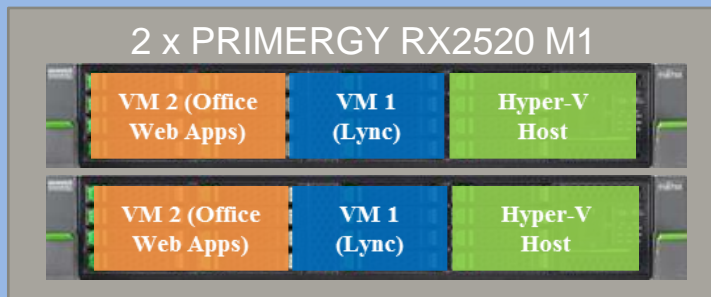 2 x PRIMERGY RX2520 M1
VM 2 (Office
Web Apps)
VM 1
(Lync)
Hyper-V
Host
VM 2 (Office
Web Apps)
VM 1
(Lync)
Hyper-V
Host